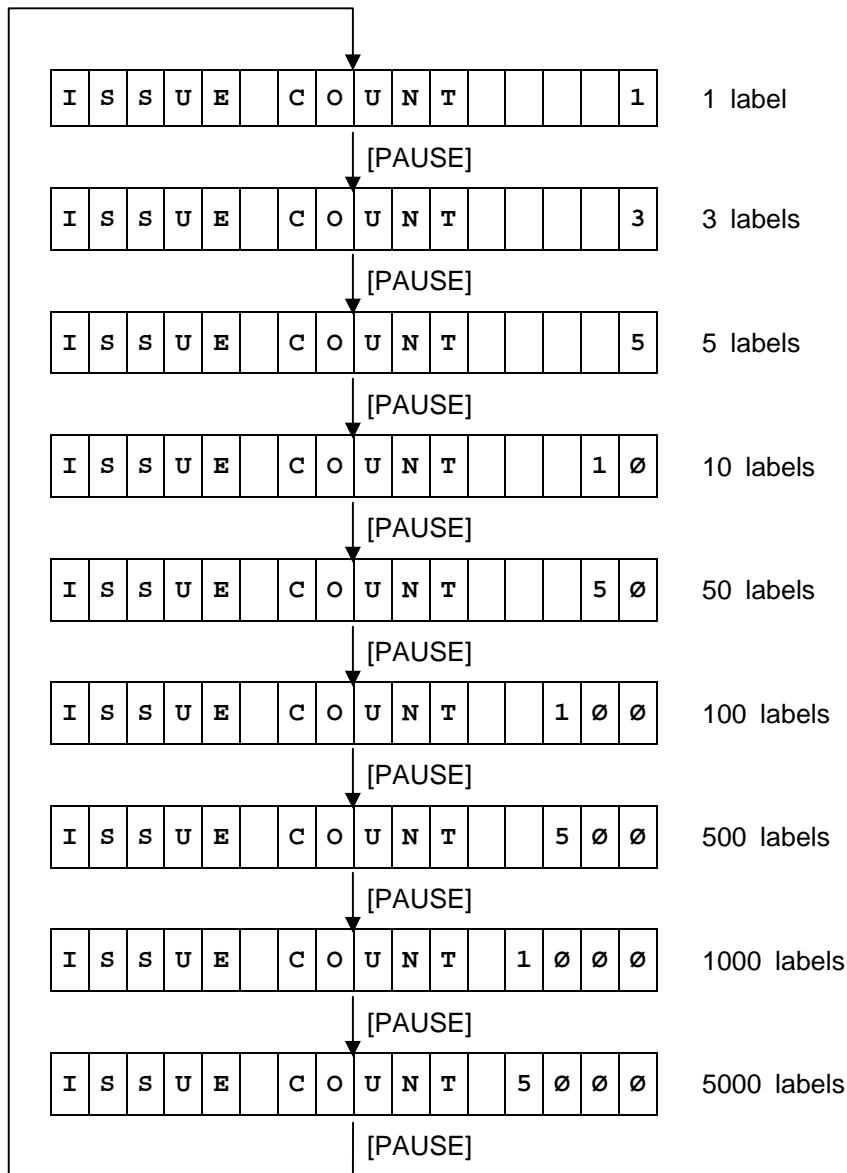 ISSUE COUNT 1 1 label
[PAUSE]
ISSUE COUNT 3 3 labels
[PAUSE]
ISSUE COUNT 5 5 labels
[PAUSE]
ISSUE COUNT 1Ø 10 labels
[PAUSE]
ISSUE COUNT 5Ø 50 labels
[PAUSE]
ISSUE COUNT 1ØØ 100 labels
[PAUSE]
ISSUE COUNT 5ØØ 500 labels
[PAUSE]
ISSUE COUNT 1ØØØ 1000 labels
[PAUSE]
ISSUE COUNT 5ØØØ 5000 labels
[PAUSE]